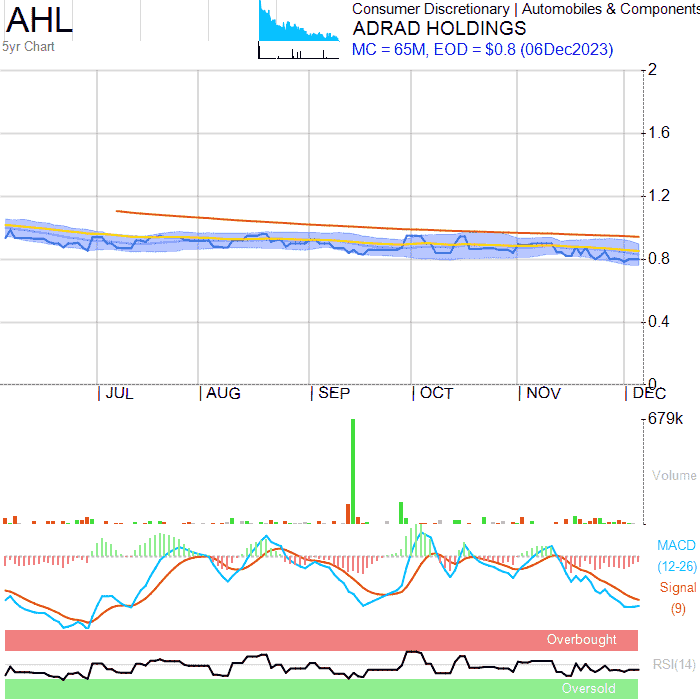 AHL
5yr Chart
Consumer Discretionary | Automobiles & Components
ADRAD HOLDINGS
MC = 65M, EOD = $0.8 (06Dec2023)
2
1.6
1.2
0.8
0.4
0
JUL
AUG
SEP
OCT
NOV
DEC
679k
Volume
MACD
(12-26)
Signal
(9)
Overbought
RSI(14)
Oversold